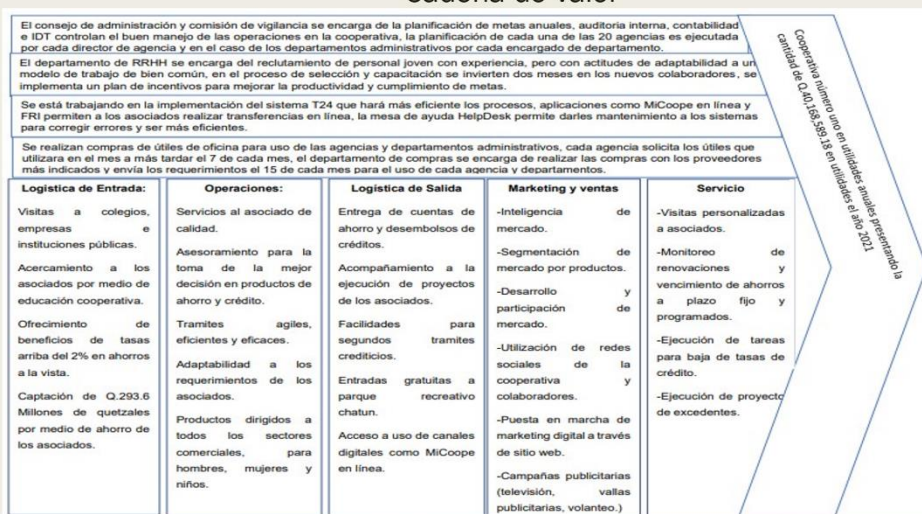 Cadena de valor
El consejo de administración y comisión de vigilancia se encarga de la planificación de metas anuales, auditoria interna, contabilidad
e IDT controlan el buen manejo de las operaciones en la cooperativa, la planificación de cada una de las 20 agencias es ejecutada
por cada director de agencia y en el caso de los departamentos administrativos por cada encargado de departamento.
El departamento de RRHH se encarga del reclutamiento de personal joven con experiencia, pero con actitudes de adaptabilidad a un
modelo de trabajo de bien común, en el proceso de selección y capacitación se invierten dos meses en los nuevos colaboradores, se
implementa un plan de incentivos para mejorar la productividad y cumplimiento de metas.
Se está trabajando en la implementación del sistema T24 que hará más eficiente los procesos, aplicaciones como MiCoope en línea y
FRI permiten a los asociados realizar transferencias en línea, la mesa de ayuda HelpDesk permite darles mantenimiento a los sistemas
para corregir errores y ser más eficientes.
Se realizan compras de útiles de oficina para uso de las agencias y departamentos administrativos, cada agencia solicita los útiles que
utilizara en el mes a más tardar el 7 de cada mes, el departamento de compras se encarga de realizar las compras con los proveedores
más indicados y envía los requerimientos el 15 de cada mes para el uso de cada agencia y departamentos.
Logística de Entrada:
Visitas a colegios,
empresas e
instituciones públicas.
Acercamiento a los
asociados por medio de
educación cooperativa.
Ofrecimiento de
beneficios de tasas
arriba del 2% en ahorros
a la vista.
Captación de Q.293.6
Millones de quetzales
por medio de ahorro de
los asociados.
Operaciones:
Servicios al asociado de
calidad.
Asesoramiento para la
toma de la mejor
decisión en productos de
ahorro y crédito.
Tramites agiles,
eficientes y eficaces.
Adaptabilidad a los
requerimientos de los
asociados.
Productos dirigidos a
todos los sectores
comerciales, para
hombres, mujeres y
niños.
Logística de Salida
Entrega de cuentas de
ahorro y desembolsos de
créditos.
Acompañamiento a la
ejecución de proyectos
de los asociados.
Facilidades para
segundos tramites
crediticios.
Entradas gratuitas a
parque recreativo
chatun.
Acceso a uso de canales
digitales como MiCoope
en línea.
Marketing y ventas
-Inteligencia de
mercado.
-Segmentación de
mercado por productos.
-Desarrollo y
participación de
mercado.
-Utilización de redes
sociales de la
cooperativa y
colaboradores.
-Puesta en marcha de
marketing digital a través
de sitio web.
-Campañas publicitarias
(televisión, vallas
publicitarias, volanteo.)
Servicio
-Visitas personalizadas
a asociados.
-Monitoreo de
renovaciones y
vencimiento de ahorros
a plazo fijo y
programados.
-Ejecución de tareas
para baja de tasas de
crédito.
-Ejecución de proyecto
de excedentes.
Cooperativa número uno en utilidades anuales presentando la
cantidad de Q.40,168,589.18 en utilidades el año 2021